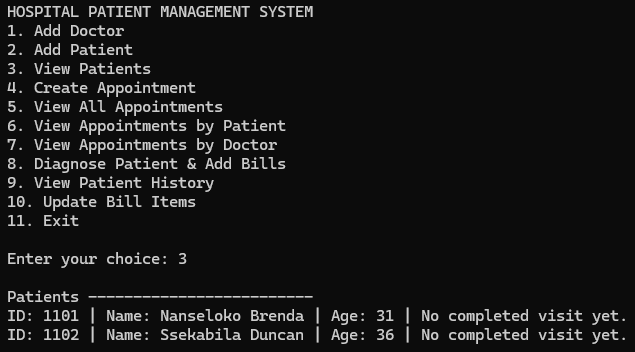 HOSPITAL PATIENT MANAGEMENT SYSTEM
1. Add Doctor
2. Add Patient
3. View Patients
4. Create Appointment
5. View All Appointments
6. View Appointments by Patient
7. View Appointments by Doctor
8. Diagnose Patient & Add Bills
9. View Patient History
10. Update Bill Items
11. Exit
Enter your choice: 3
Patients -------------------------
ID: 1101 | Name: Nanseloko Brenda | Age: 31 | No completed visit yet.
ID: 1102 | Name: Ssekabila Duncan | Age: 36 | No completed visit yet.